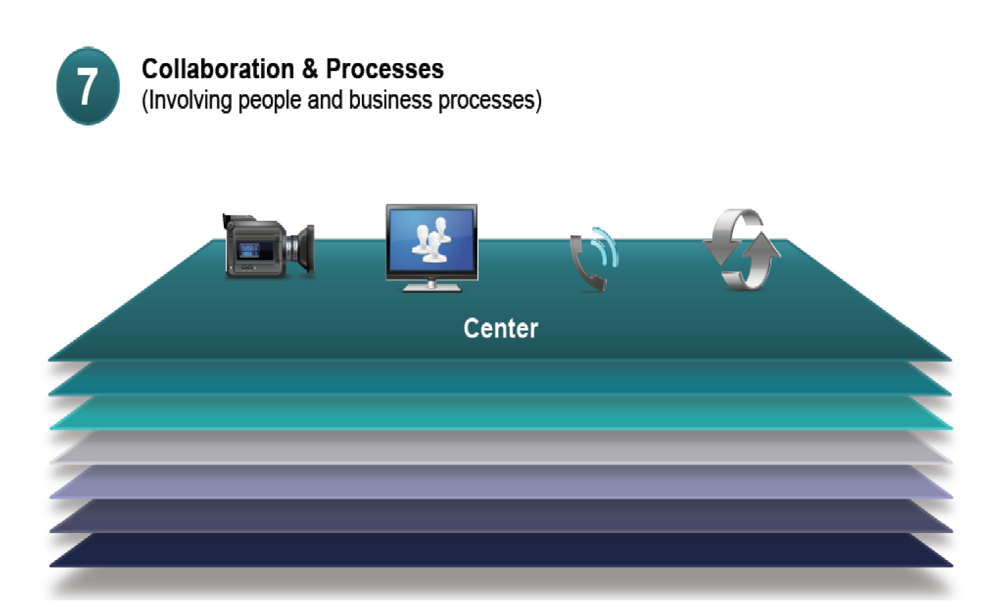 7
Collaboration & Processes
(Involving people and business processes)
Center